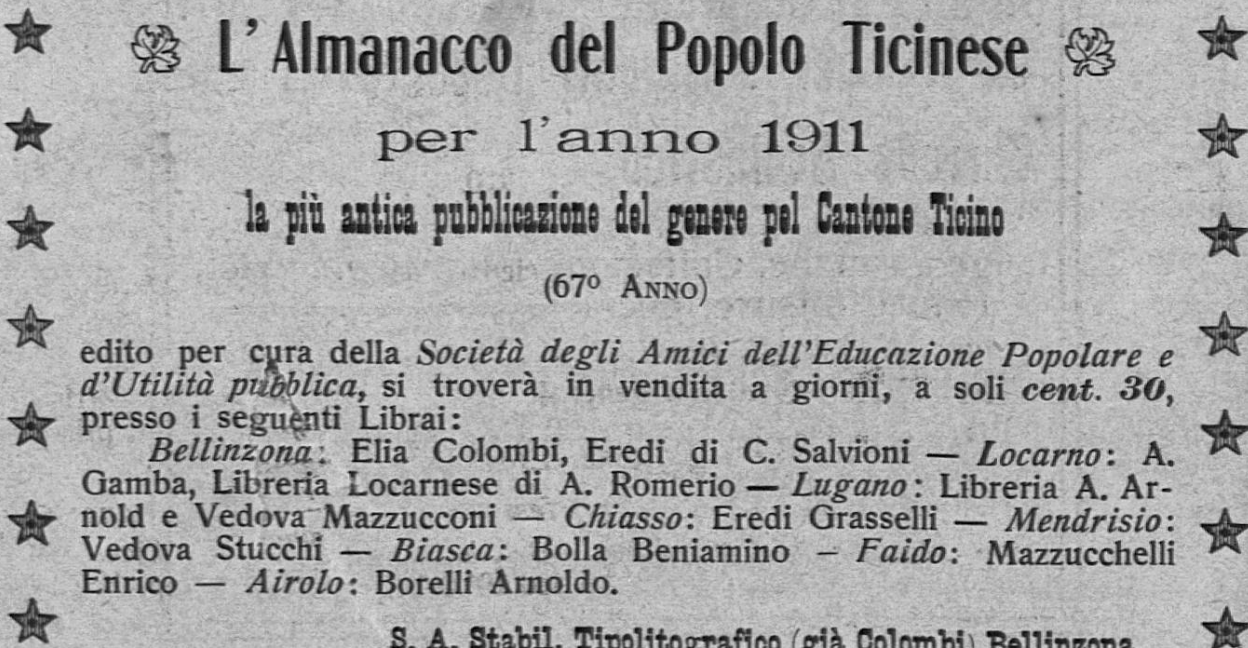 L'Almanacco del Popolo Ticinese
per l'anno 1911
la più antica pubblicazione del genere pel Cantone Ticino
(67º ANNO)
edito per cura della Società degli Amici dell'Educazione Popolare e
d'Utilità pubblica, si troverà in vendita a giorni, a soli cent. 30,
presso i seguenti Librai:
Bellinzona: Elia Colombi, Eredi di C. Salvioni — Locarno: A.
Gamba, Libreria Locarnese di A. Romerio — Lugano: Libreria A. Ar-
nold e Vedova Mazzucconi — Chiasso: Eredi Grasselli — Mendrisio:
Vedova Stucchi — Biasca: Bolla Beniamino — Faido: Mazzucchelli
Enrico — Airolo: Borelli Arnoldo.
S. A. Stabil. Tipolitografico (già Colombi) Bellinzona